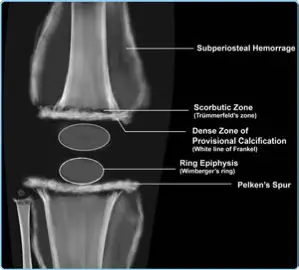 Subperiosteal Hemorrage
Scorbutic Zone
(Trümmerfeld's zone)
Dense Zone of
Provisional Calcification
(White line of Frankel)
Ring Epiphysis
(Wimberger's ring)
Pelken's Spur